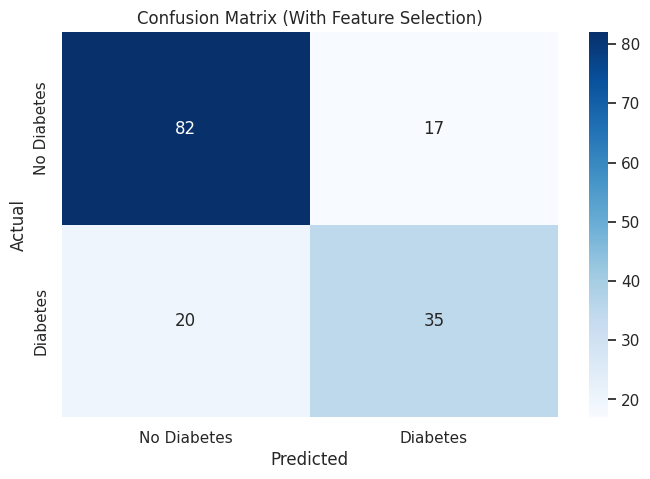 Confusion Matrix (With Feature Selection)
No Diabetes
Diabetes
Actual
82
17
20
35
No Diabetes
Diabetes
Predicted
80
70
60
50
40
30
20